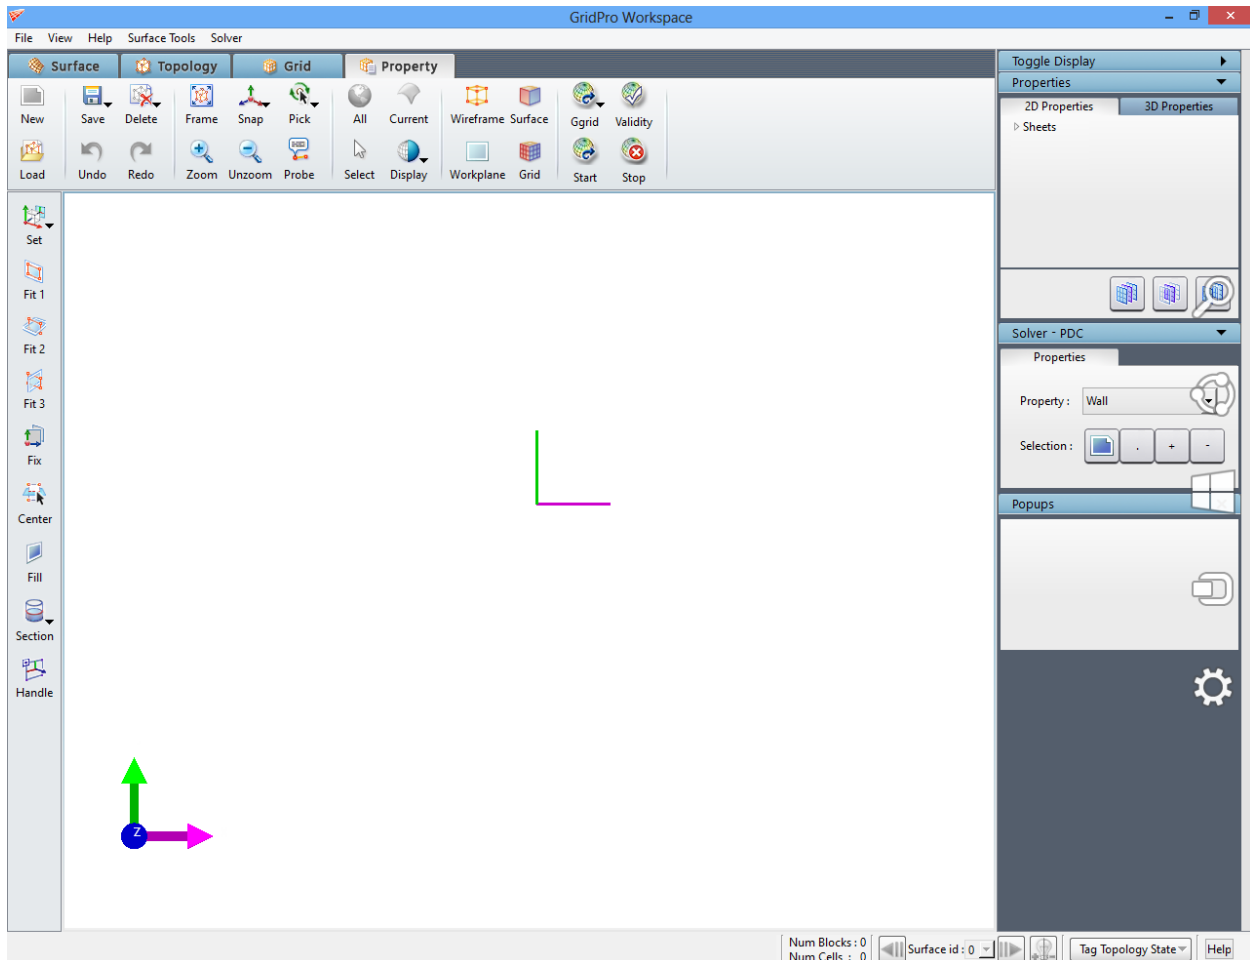 GridPro Workspace
File View Help Surface Tools Solver
Surface Topology Grid Property
New Save Delete Frame Snap Pick All Current Wireframe Surface Ggrid Validity
Load Undo Redo Zoom Unzoom Probe Select Display Workplane Grid Start Stop
Set
Fit 1
Fit 2
Fit 3
Fix
Center
Fill
Section
Handle
Z
Toggle Display
Properties
2D Properties 3D Properties
Sheets
Solver - PDC
Properties
Property : Wall
Selection : . + -
Popups
Num Blocks : 0
Num Cells : 0
Surface id : 0
Tag Topology State
Help